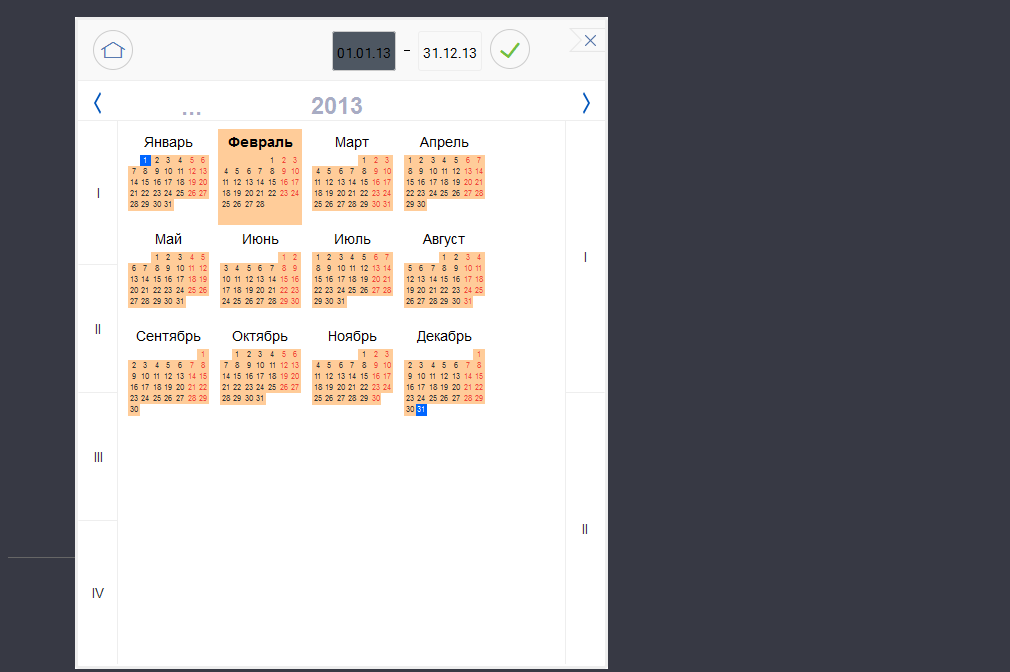 01.01.13 – 31.12.13
... 2013
Январь Февраль Март Апрель
1 2 3 4 5 6 1 2 3 1 2 3 1 2 3 4 5 6 7
7 8 9 10 11 12 13 4 5 6 7 8 9 10 4 5 6 7 8 9 10 8 9 10 11 12 13 14
14 15 16 17 18 19 20 11 12 13 14 15 16 17 11 12 13 14 15 16 17 15 16 17 18 19 20 21
21 22 23 24 25 26 27 18 19 20 21 22 23 24 18 19 20 21 22 23 24 22 23 24 25 26 27 28
28 29 30 31 25 26 27 28 25 26 27 28 29 30 31 29 30
I
I
Май Июнь Июль Август
1 2 3 4 5 1 2 1 2 3 4 5 6 7 1 2 3 4
6 7 8 9 10 11 12 3 4 5 6 7 8 9 8 9 10 11 12 13 14 5 6 7 8 9 10 11
13 14 15 16 17 18 19 10 11 12 13 14 15 16 15 16 17 18 19 20 21 12 13 14 15 16 17 18
20 21 22 23 24 25 26 17 18 19 20 21 22 23 22 23 24 25 26 27 28 19 20 21 22 23 24 25
27 28 29 30 31 24 25 26 27 28 29 30 29 30 31 26 27 28 29 30 31
II
Сентябрь Октябрь Ноябрь Декабрь
1 1 2 3 4 5 6 1 2 3 1
2 3 4 5 6 7 8 7 8 9 10 11 12 13 4 5 6 7 8 9 10 2 3 4 5 6 7 8
9 10 11 12 13 14 15 14 15 16 17 18 19 20 11 12 13 14 15 16 17 9 10 11 12 13 14 15
16 17 18 19 20 21 22 21 22 23 24 25 26 27 18 19 20 21 22 23 24 16 17 18 19 20 21 22
23 24 25 26 27 28 29 28 29 30 31 25 26 27 28 29 30 23 24 25 26 27 28 29
30 30 31
III
II
IV